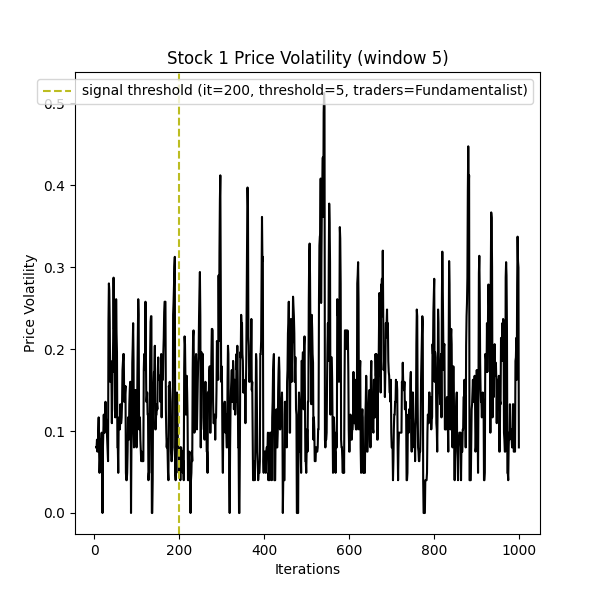 Stock 1 Price Volatility (window 5)
signal threshold (it=200, threshold=5, traders=Fundamentalist)
0.5
0.4
0.3
0.2
0.1
0.0
Price Volatility
0 200 400 600 800 1000
Iterations